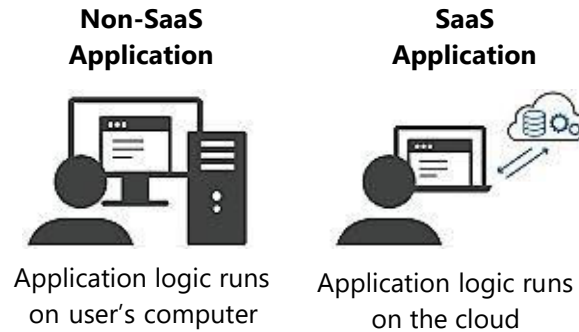 Non-SaaS
Application
SaaS
Application
Application logic runs
on user's computer
Application logic runs
on the cloud